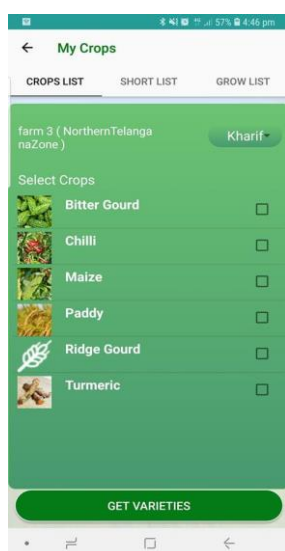 57% 4:46 pm
My Crops
CROPS LIST SHORT LIST GROW LIST
farm 3 ( NorthernTelanga
naZone )
Kharif
Select Crops
Bitter Gourd
Chilli
Maize
Paddy
Ridge Gourd
Turmeric
GET VARIETIES